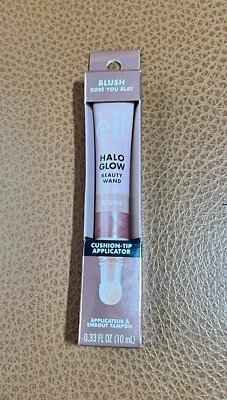 BLUSH
ROSÉ YOU SLAY
e.l.f.
HALO
GLOW
BEAUTY
WAND
CUSHION-TIP
APPLICATOR
APPLICATEUR À
EMBOUT TAMPON
0.33 FL OZ (10 mL)